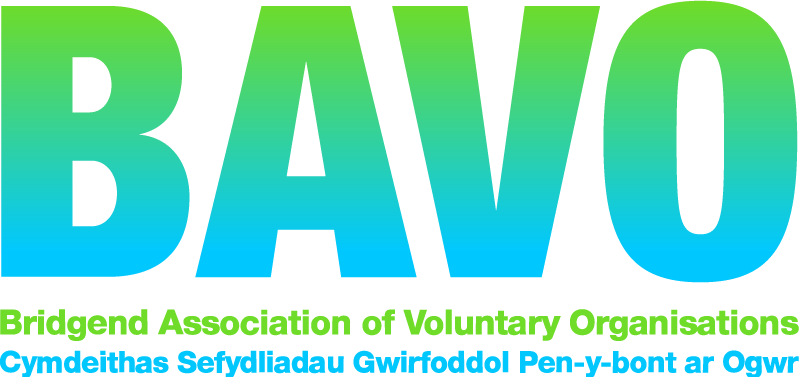 BAVO
Bridgend Association of Voluntary Organisations
Cymdeithas Sefydliadau Gwirfoddol Pen-y-bont ar Ogwr